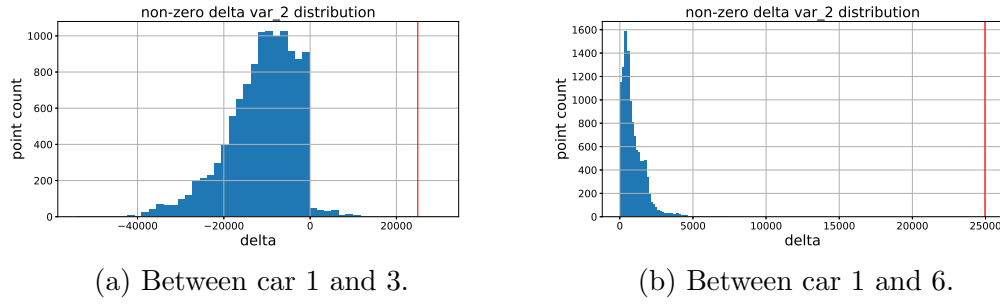 non-zero delta var_2 distribution
1000
800
600
400
200
0
point count
−40000 −20000 0 20000
delta
(a) Between car 1 and 3.
non-zero delta var_2 distribution
1600
1400
1200
1000
800
600
400
200
0
point count
0 5000 10000 15000 20000 25000
delta
(b) Between car 1 and 6.